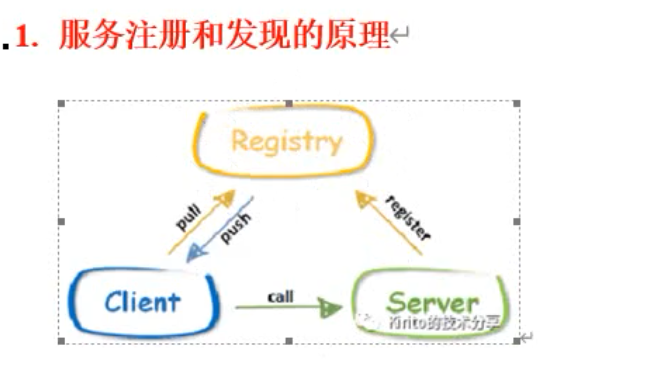 1. 服务注册和发现的原理
Registry
pull
push
register
Client
call
Server
Kirito的技术分享